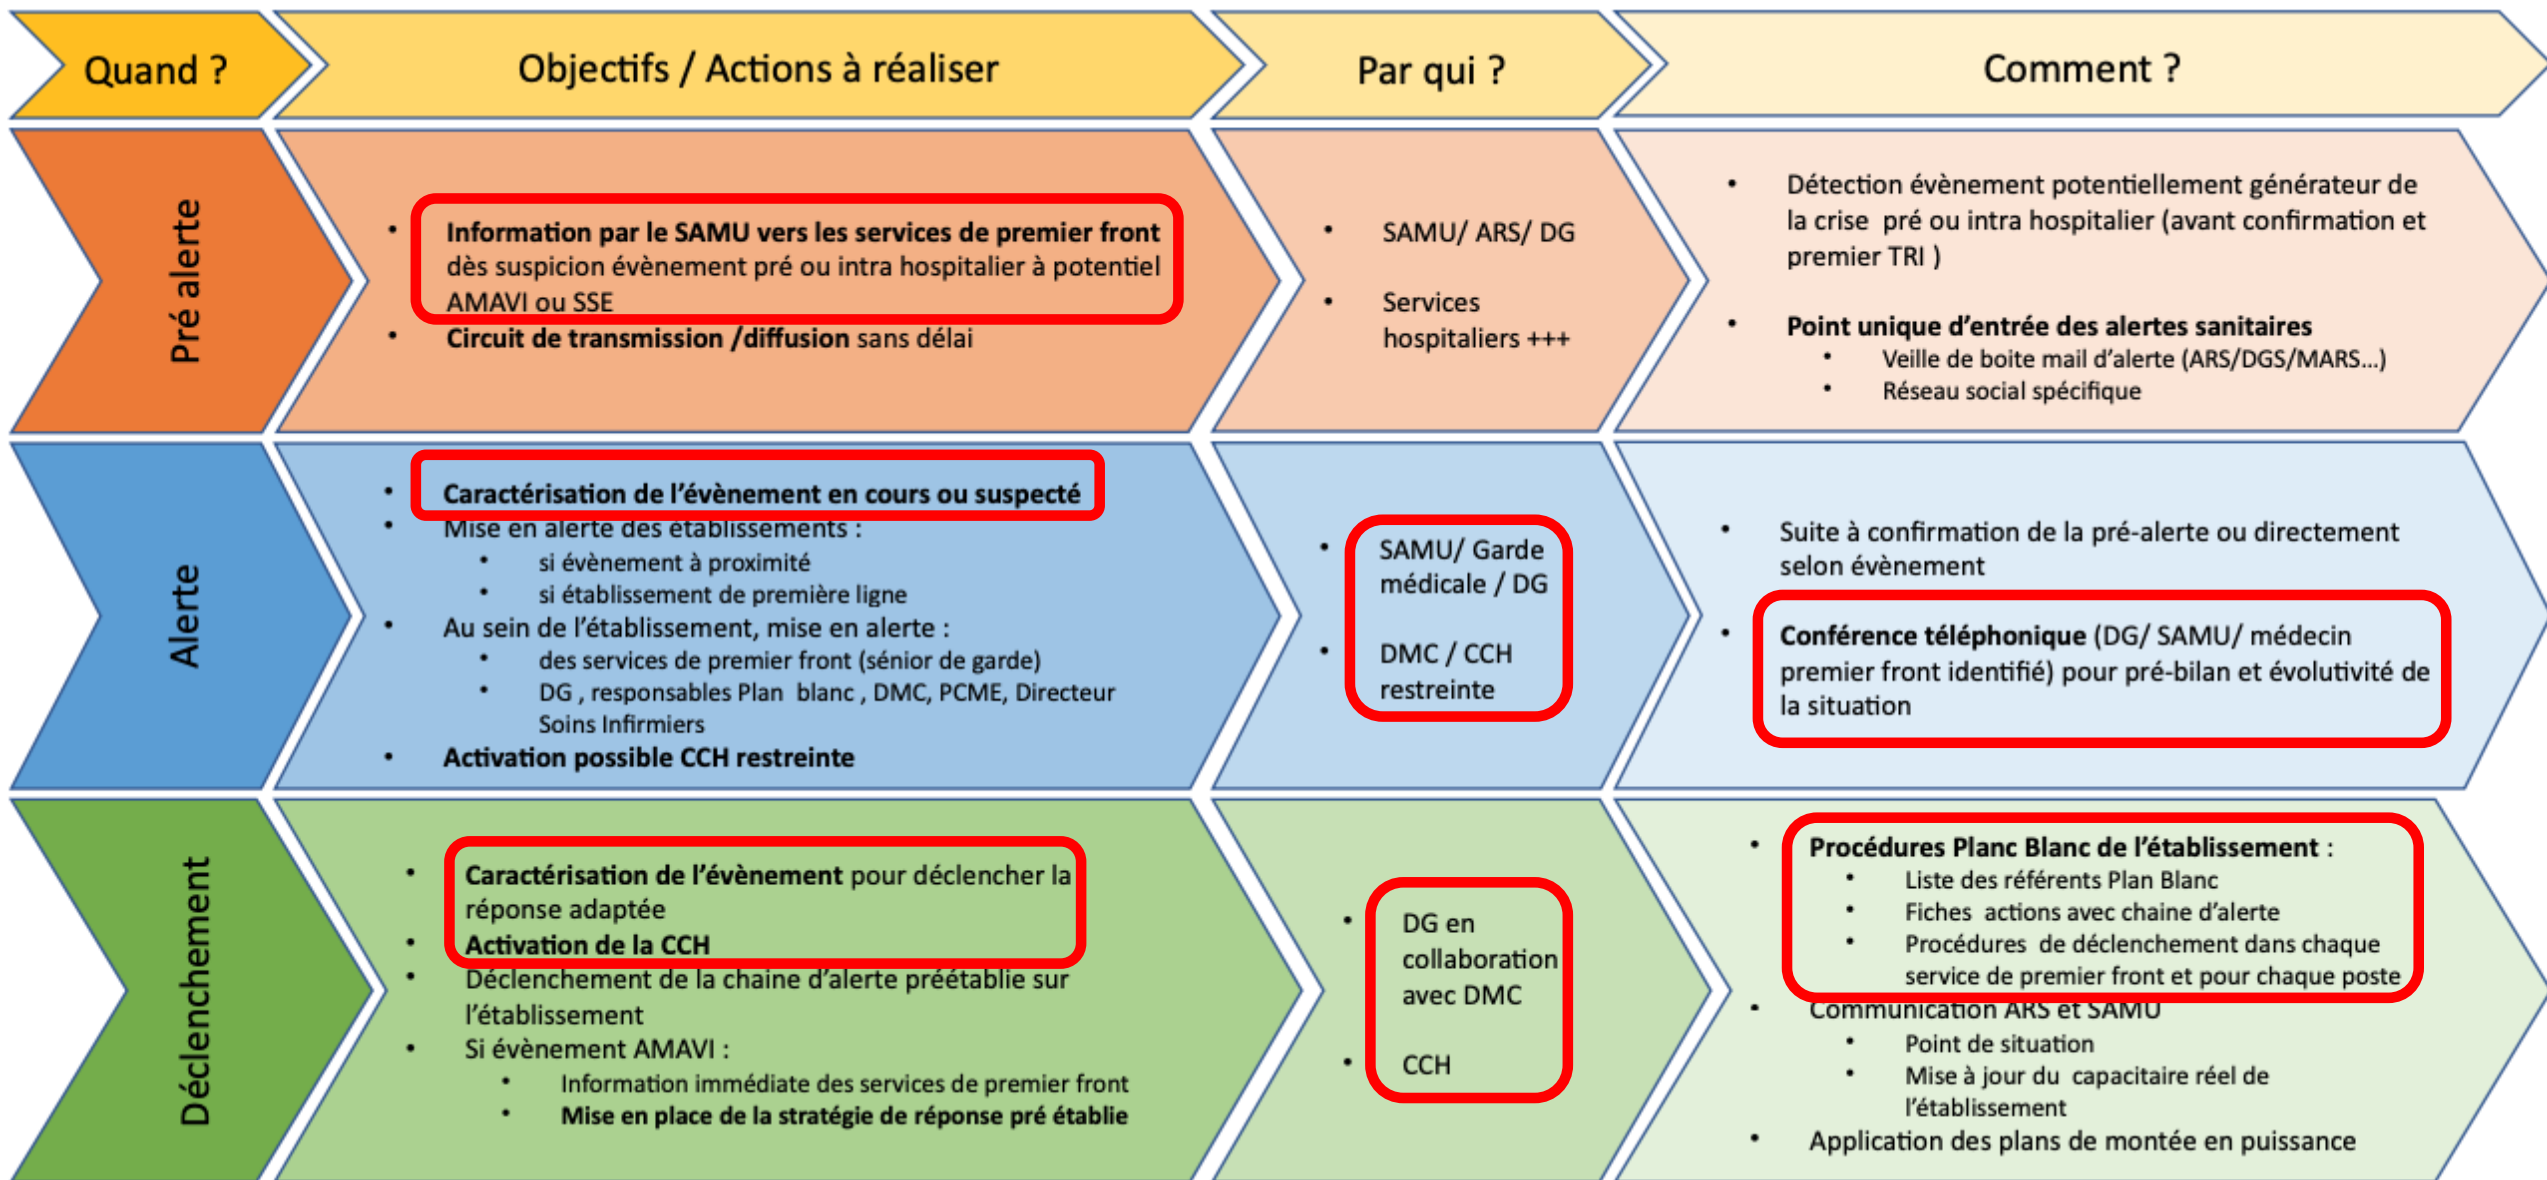 Quand ?
Objectifs / Actions à réaliser
Par qui ?
Comment ?
Pré alerte
• Information par le SAMU vers les services de premier front
dès suspicion évènement pré ou intra hospitalier à potentiel
AMAVI ou SSE
• Circuit de transmission /diffusion sans délai
• SAMU/ ARS/ DG
• Services
hospitaliers +++
• Détection évènement potentiellement générateur de
la crise pré ou intra hospitalier (avant confirmation et
premier TRI )
• Point unique d'entrée des alertes sanitaires
• Veille de boite mail d'alerte (ARS/DGS/MARS...)
• Réseau social spécifique
Alerte
• Caractérisation de l'évènement en cours ou suspecté
• Mise en alerte des établissements :
• si évènement à proximité
• si établissement de première ligne
• Au sein de l'établissement, mise en alerte :
• des services de premier front (sénior de garde)
• DG , responsables Plan blanc , DMC, PCME, Directeur
Soins Infirmiers
• Activation possible CCH restreinte
• SAMU/ Garde
médicale / DG
• DMC / CCH
restreinte
• Suite à confirmation de la pré-alerte ou directement
selon évènement
• Conférence téléphonique (DG/ SAMU/ médecin
premier front identifié) pour pré-bilan et évolutivité de
la situation
Déclenchement
• Caractérisation de l'évènement pour déclencher la
réponse adaptée
• Activation de la CCH
• Déclenchement de la chaine d'alerte préétablie sur
l'établissement
• Si évènement AMAVI :
• Information immédiate des services de premier front
• Mise en place de la stratégie de réponse pré établie
• DG en
collaboration
avec DMC
• CCH
• Procédures Planc Blanc de l'établissement :
• Liste des référents Plan Blanc
• Fiches actions avec chaine d'alerte
• Procédures de déclenchement dans chaque
service de premier front et pour chaque poste
• Communication ARS et SAMU
• Point de situation
• Mise à jour du capacitaire réel de
l'établissement
• Application des plans de montée en puissance